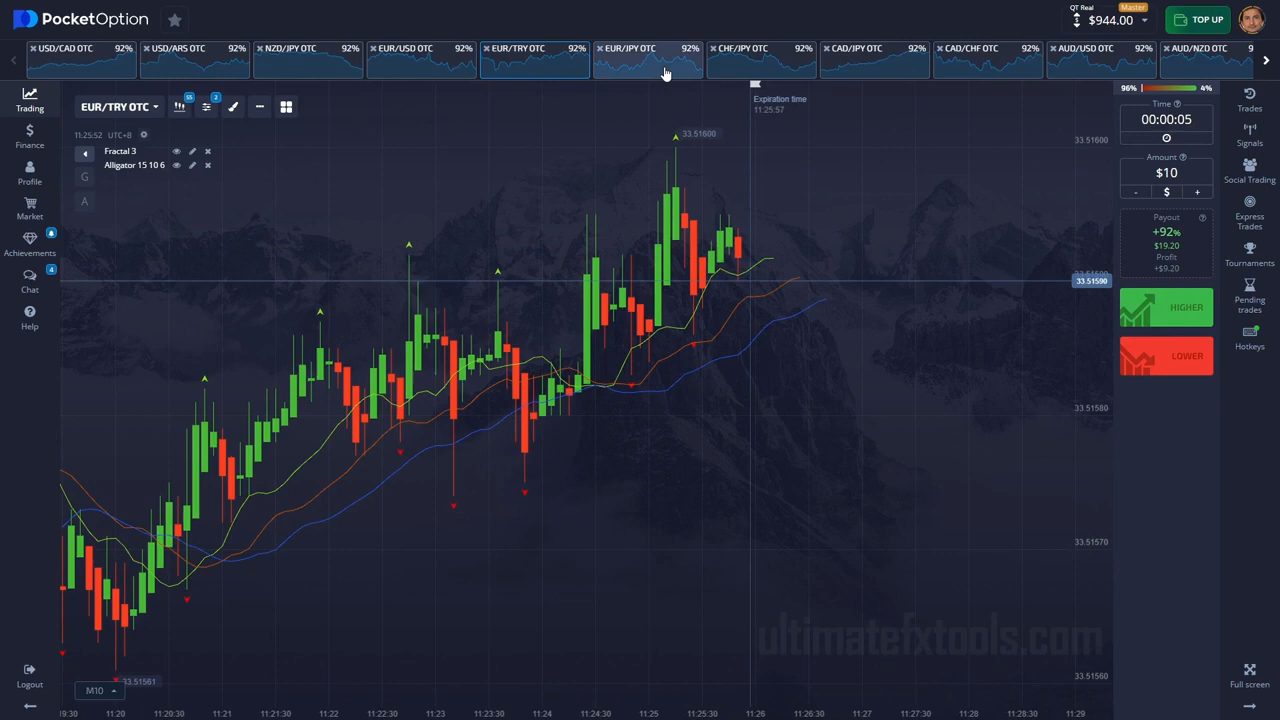 PocketOption
QT Real
Master
$944.00
TOP UP
USD/CAD OTC 92%
USD/ARS OTC 92%
NZD/JPY OTC 92%
EUR/USD OTC 92%
EUR/TRY OTC 92%
EUR/JPY OTC 92%
CHF/JPY OTC 92%
CAD/JPY OTC 92%
CAD/CHF OTC 92%
AUD/USD OTC 92%
AUD/NZD OTC 92%
Trading
Finance
Profile
Market
Achievements
4
Chat
Help
Logout
EUR/TRY OTC
55
2
11:25:52 UTC+8
Fractal 3
Alligator 15 10 6
G
A
33.51600
Expiration time
11:25:57
33.51600
33.51590
33.51580
33.51570
33.51560
33.51561
ultimatefxtools.com
M10
19:30 11:20 11:20:30 11:21 11:21:30 11:22 11:22:30 11:23 11:23:30 11:24 11:24:30 11:25 11:25:30 11:26 11:26:30 11:27 11:27:30 11:28 11:28:30 11:29
96% 4%
Time
00:00:05
Amount
$10
- $ +
Payout
+92%
$19.20
Profit
+$9.20
HIGHER
LOWER
Trades
Signals
Social Trading
Express
Trades
Tournaments
Pending
trades
Hotkeys
Full screen